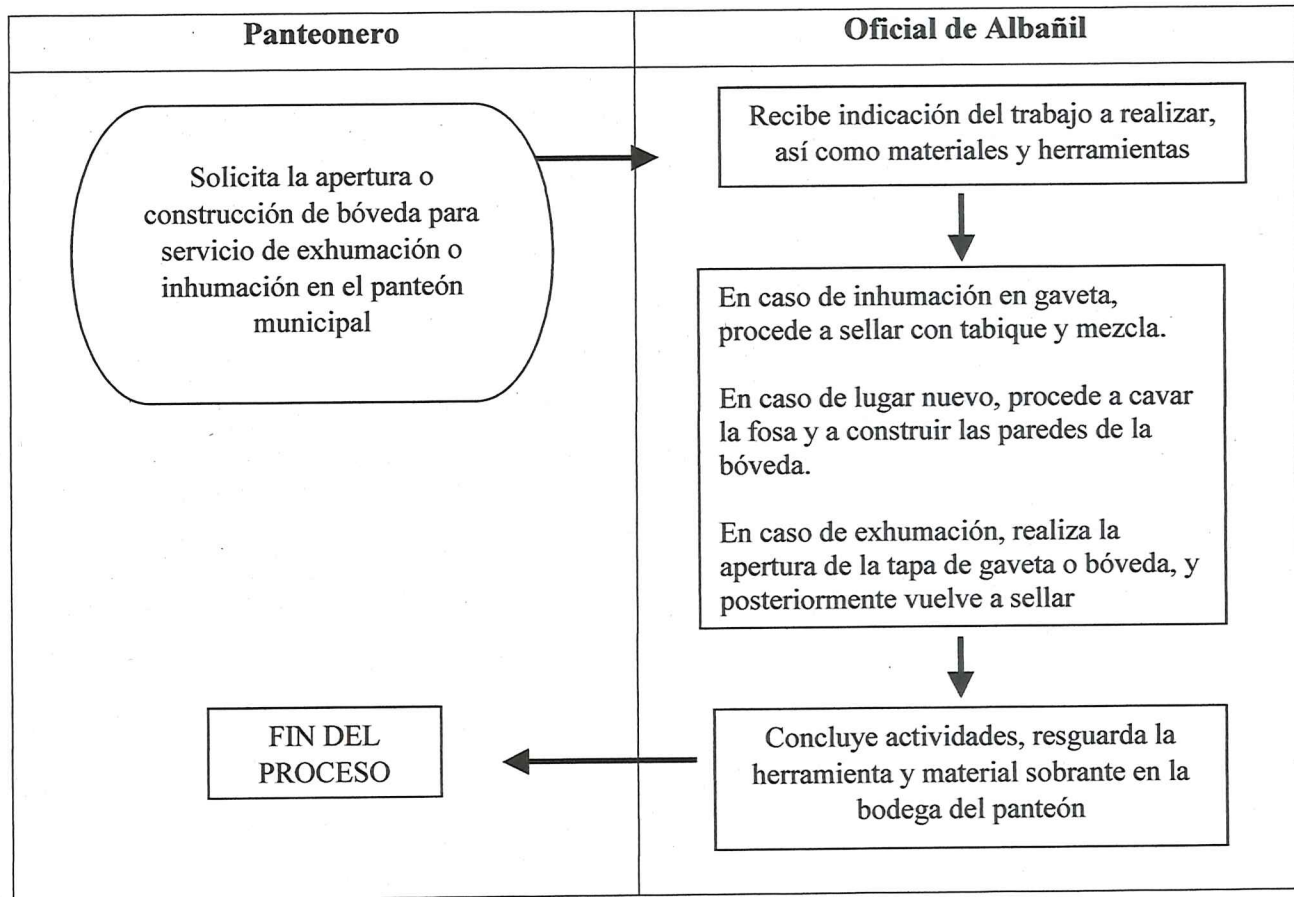 Panteonero
Oficial de Albañil
Solicita la apertura o
construcción de bóveda para
servicio de exhumación o
inhumación en el panteón
municipal
Recibe indicación del trabajo a realizar,
así como materiales y herramientas
En caso de inhumación en gaveta,
procede a sellar con tabique y mezcla.
En caso de lugar nuevo, procede a cavar
la fosa y a construir las paredes de la
bóveda.
En caso de exhumación, realiza la
apertura de la tapa de gaveta o bóveda, y
posteriormente vuelve a sellar
Concluye actividades, resguarda la
herramienta y material sobrante en la
bodega del panteón
FIN DEL
PROCESO